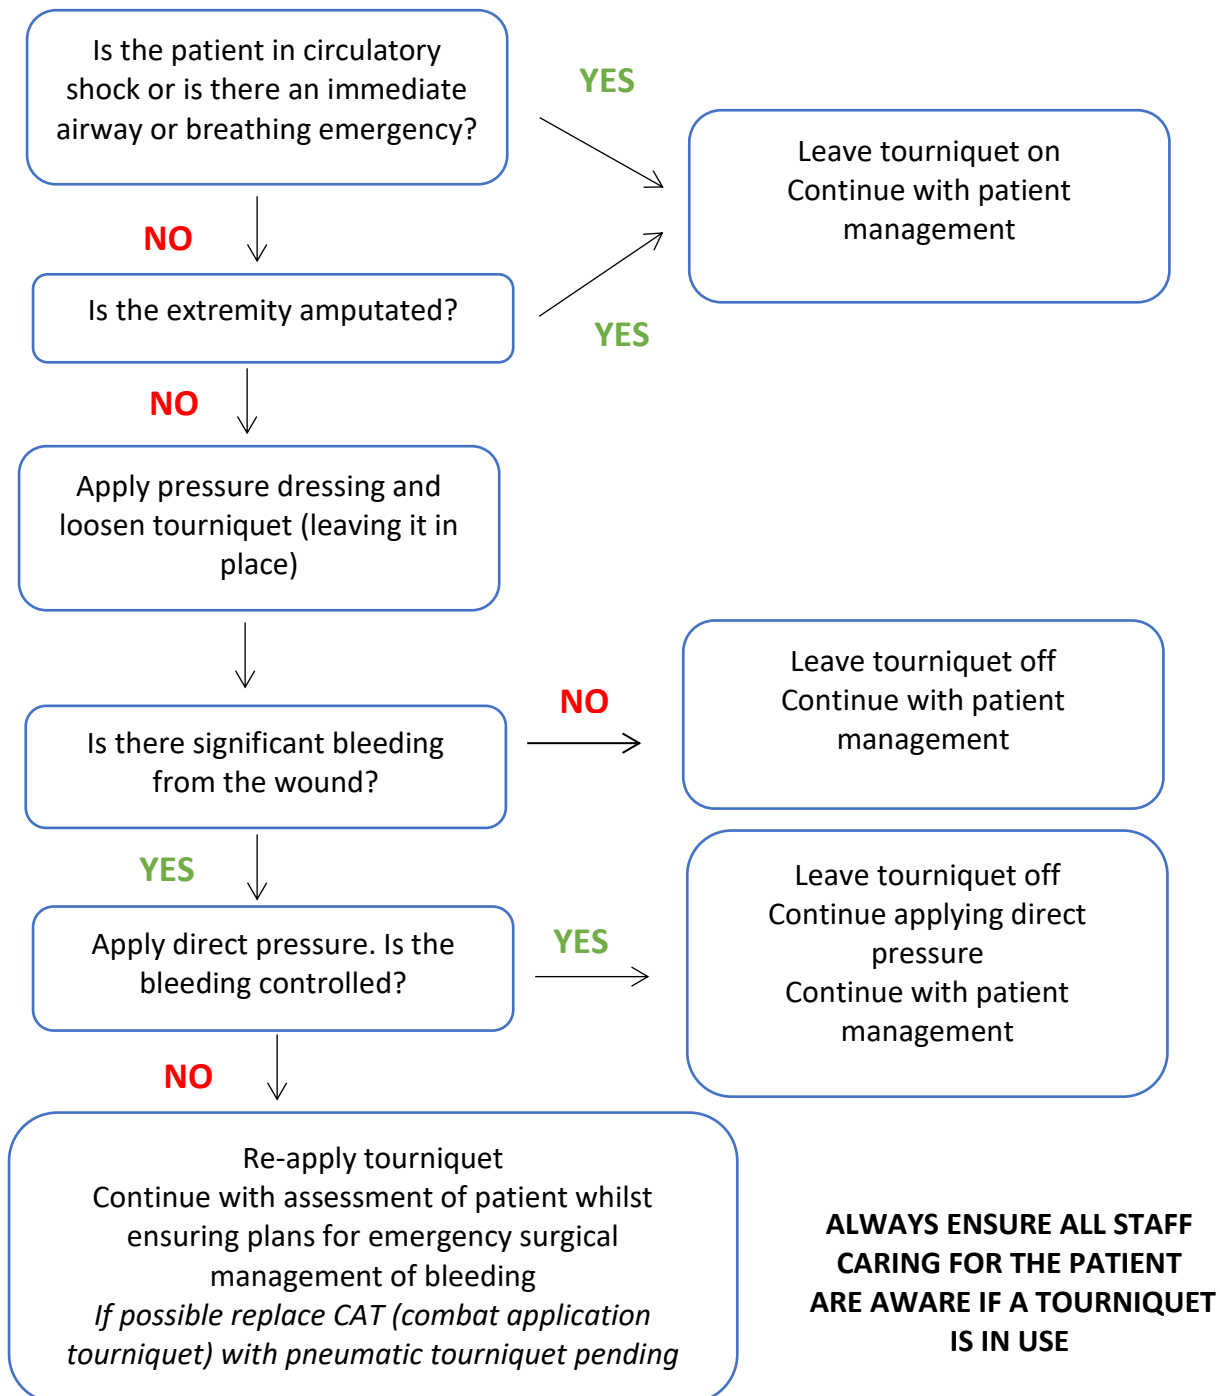 Is the patient in circulatory
shock or is there an immediate
airway or breathing emergency?
YES
Leave tourniquet on
Continue with patient
management
NO
Is the extremity amputated?
YES
NO
Apply pressure dressing and
loosen tourniquet (leaving it in
place)
Is there significant bleeding
from the wound?
NO
Leave tourniquet off
Continue with patient
management
YES
Apply direct pressure. Is the
bleeding controlled?
YES
Leave tourniquet off
Continue applying direct
pressure
Continue with patient
management
NO
Re-apply tourniquet
Continue with assessment of patient whilst
ensuring plans for emergency surgical
management of bleeding
If possible replace CAT (combat application
tourniquet) with pneumatic tourniquet pending
ALWAYS ENSURE ALL STAFF
CARING FOR THE PATIENT
ARE AWARE IF A TOURNIQUET
IS IN USE